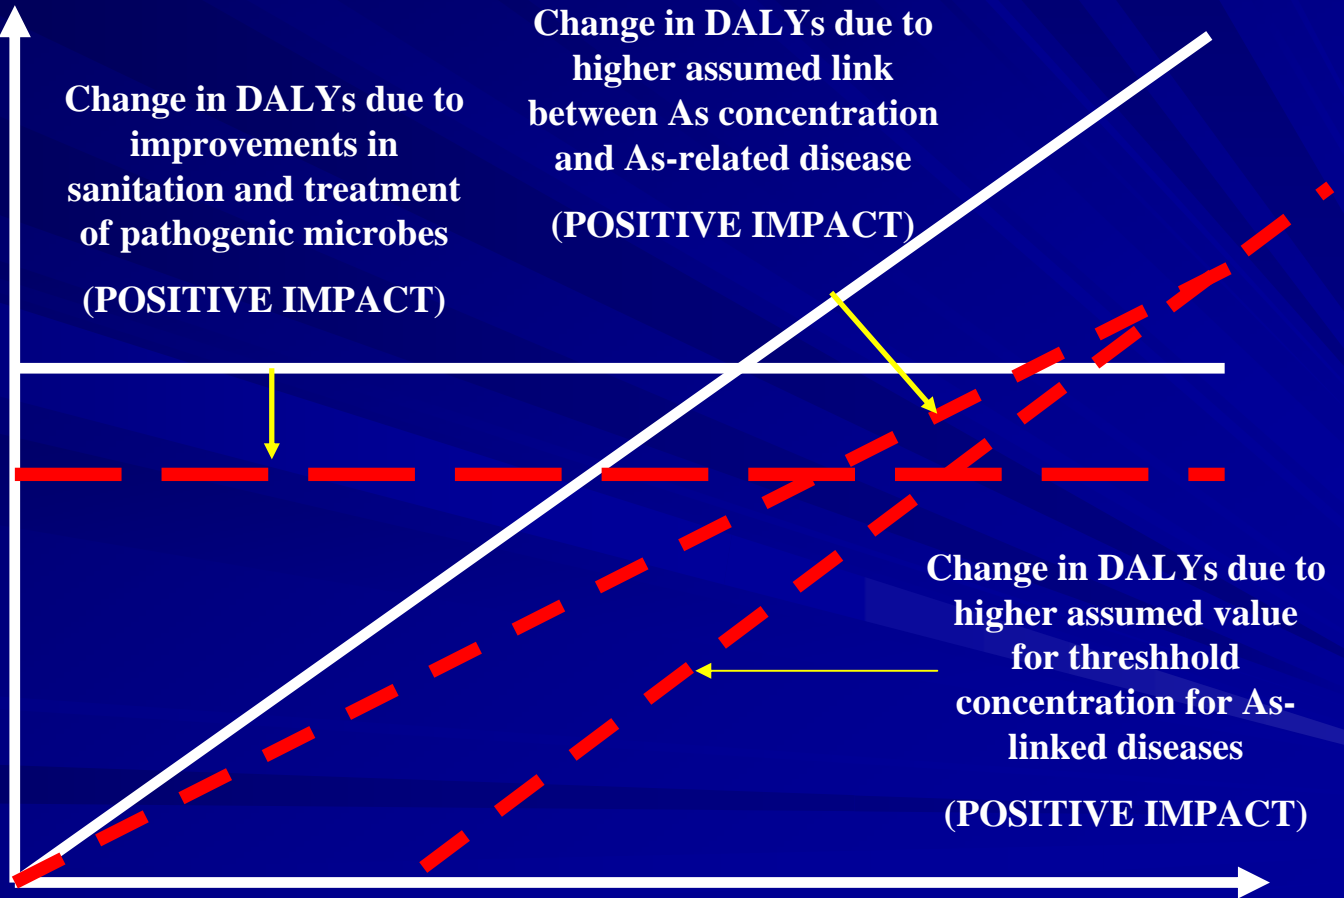 Change in DALYs due to
improvements in
sanitation and treatment
of pathogenic microbes
(POSITIVE IMPACT)
Change in DALYs due to
higher assumed link
between As concentration
and As-related disease
(POSITIVE IMPACT)
Change in DALYs due to
higher assumed value
for threshhold
concentration for As-
linked diseases
(POSITIVE IMPACT)